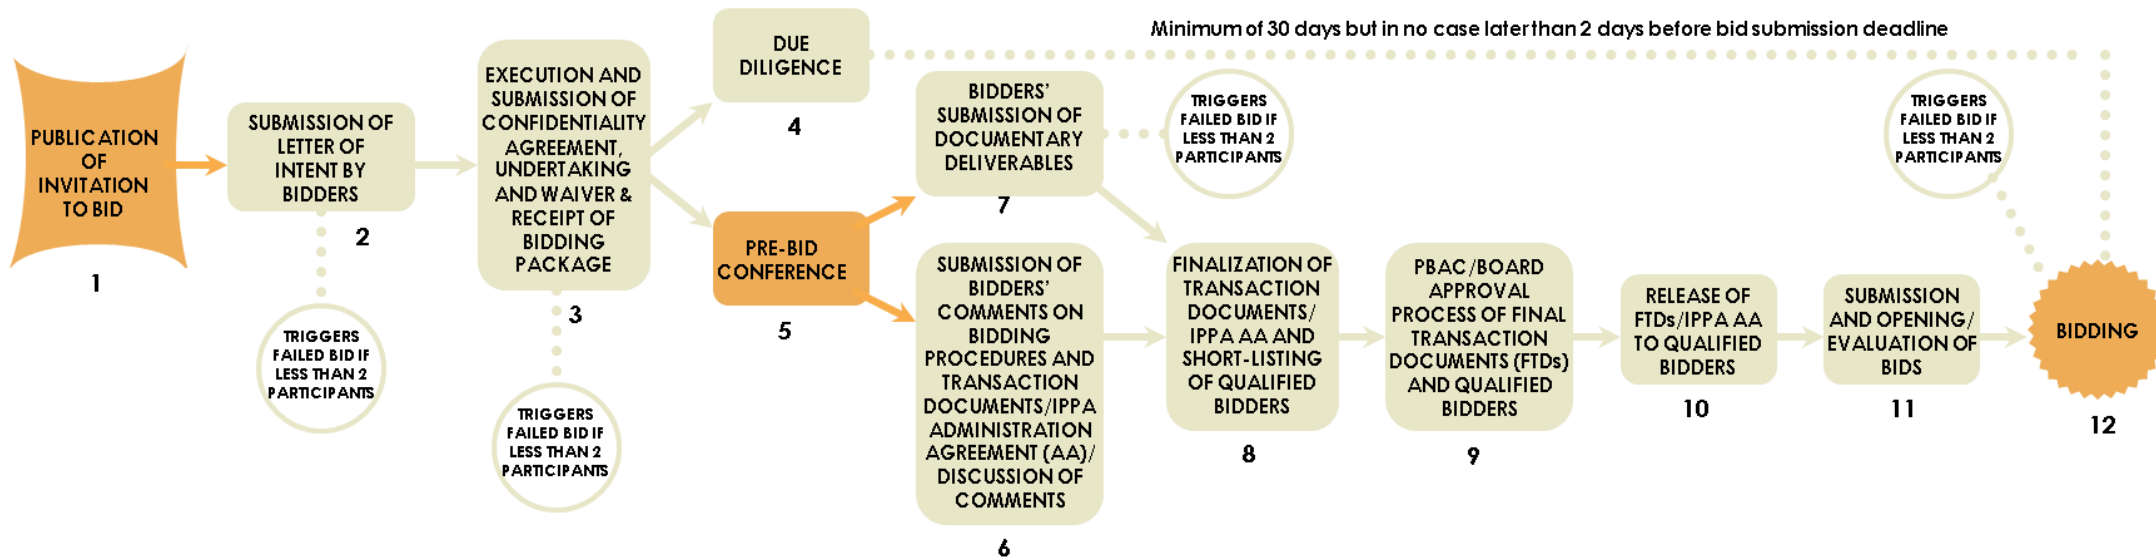 PUBLICATION
OF
INVITATION
TO BID
1
SUBMISSION OF
LETTER OF
INTENT BY
BIDDERS
2
TRIGGERS
FAILED BID IF
LESS THAN 2
PARTICIPANTS
EXECUTION AND
SUBMISSION OF
CONFIDENTIALITY
AGREEMENT,
UNDERTAKING
AND WAIVER &
RECEIPT OF
BIDDING
PACKAGE
3
TRIGGERS
FAILED BID IF
LESS THAN 2
PARTICIPANTS
DUE
DILIGENCE
4
Minimum of 30 days but in no case later than 2 days before bid submission deadline
PRE-BID
CONFERENCE
5
BIDDERS'
SUBMISSION OF
DOCUMENTARY
DELIVERABLES
7
TRIGGERS
FAILED BID IF
LESS THAN 2
PARTICIPANTS
SUBMISSION OF
BIDDERS'
COMMENTS ON
BIDDING
PROCEDURES AND
TRANSACTION
DOCUMENTS/IPPA
ADMINISTRATION
AGREEMENT (AA)/
DISCUSSION OF
COMMENTS
6
FINALIZATION OF
TRANSACTION
DOCUMENTS/
IPPA AA AND
SHORT-LISTING
OF QUALIFIED
BIDDERS
8
PBAC/BOARD
APPROVAL
PROCESS OF FINAL
TRANSACTION
DOCUMENTS (FTDs)
AND QUALIFIED
BIDDERS
9
RELEASE OF
FTDs/IPPA AA
TO QUALIFIED
BIDDERS
10
SUBMISSION
AND OPENING/
EVALUATION OF
BIDS
11
TRIGGERS
FAILED BID IF
LESS THAN 2
PARTICIPANTS
BIDDING
12